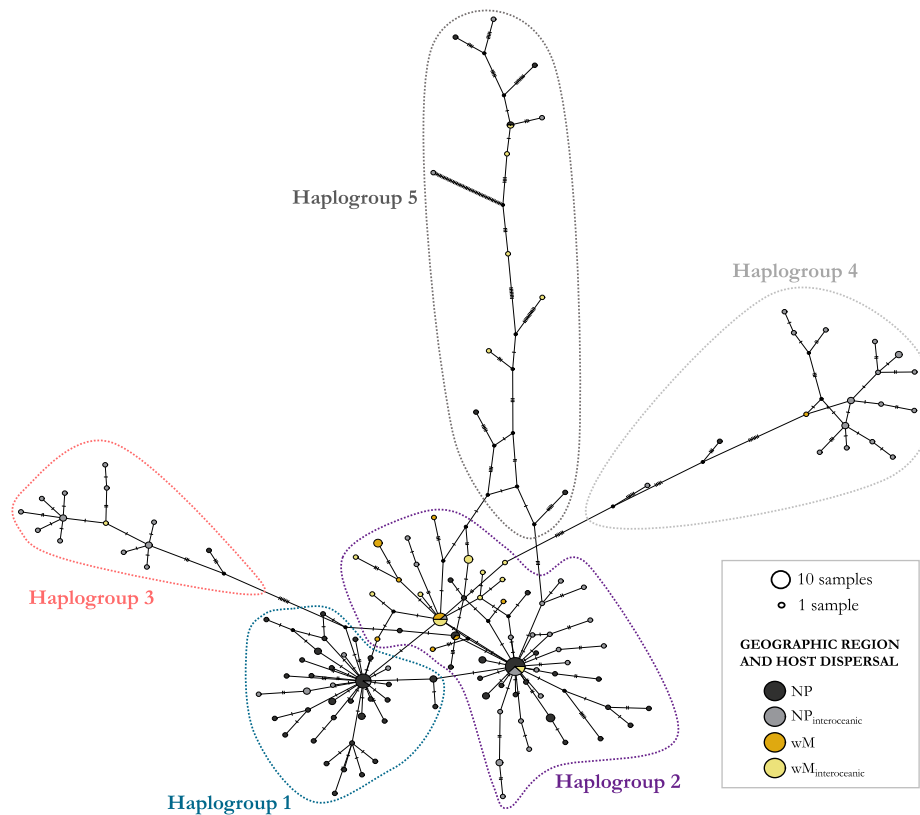 Haplogroup 5
Haplogroup 4
Haplogroup 3
Haplogroup 1
Haplogroup 2
10 samples
1 sample
GEOGRAPHIC REGION
AND HOST DISPERSAL
NP
NPinteroceanic
wM
wMinteroceanic